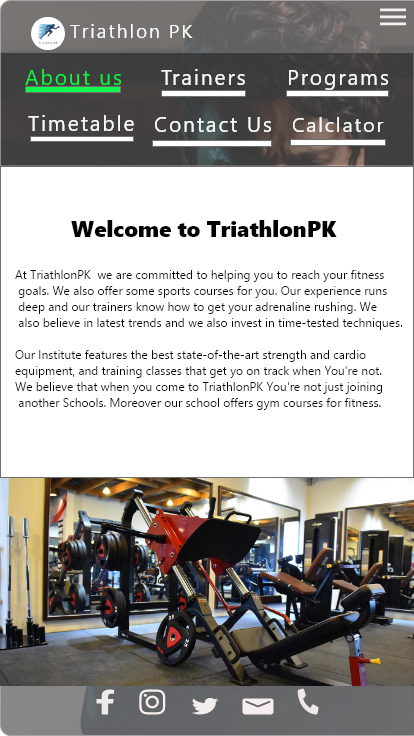 Triathlon PK
About us Trainers Programs
Timetable Contact Us Calclator
Welcome to TriathlonPK
At TriathlonPK we are committed to helping you to reach your fitness
goals. We also offer some sports courses for you. Our experience runs
deep and our trainers know how to get your adrenaline rushing. We
also believe in latest trends and we also invest in time-tested techniques.
Our Institute features the best state-of-the-art strength and cardio
equipment, and training classes that get yo on track when You're not.
We believe that when you come to TriathlonPK You're not just joining
another Schools. Moreover our school offers gym courses for fitness.